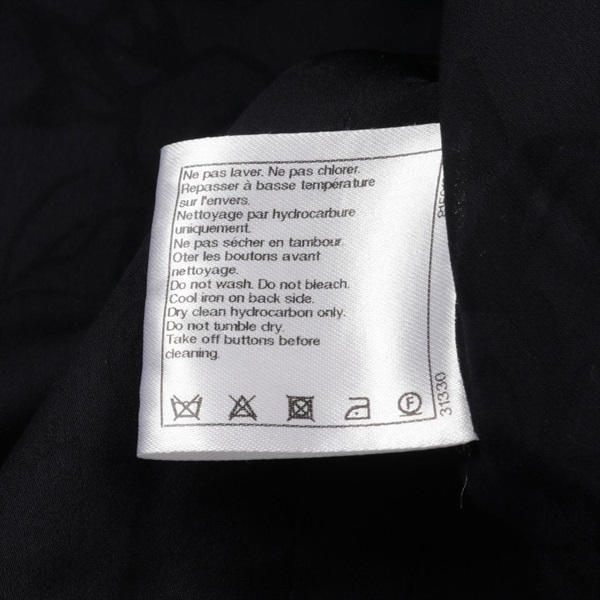 Ne pas laver. Ne pas chlorer.
Repasser à basse température
sur l'envers.
Nettoyage par hydrocarbure
uniquement.
Ne pas sécher en tambour.
Oter les boutons avant
nettoyage.
Do not wash. Do not bleach.
Cool iron on back side.
Dry clean hydrocarbon only.
Do not tumble dry.
Take off buttons before
cleaning.
F
31330